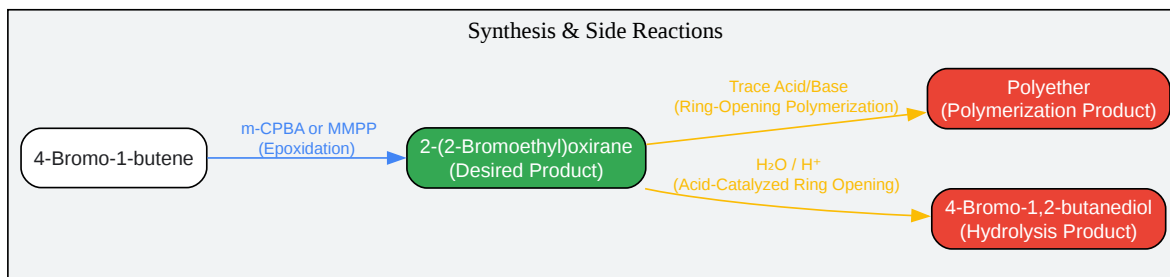 Synthesis & Side Reactions
4-Bromo-1-butene
m-CPBA or MMPP
(Epoxidation)
2-(2-Bromoethyl)oxirane
(Desired Product)
Trace Acid/Base
(Ring-Opening Polymerization)
Polyether
(Polymerization Product)
H₂O / H⁺
(Acid-Catalyzed Ring Opening)
4-Bromo-1,2-butanediol
(Hydrolysis Product)